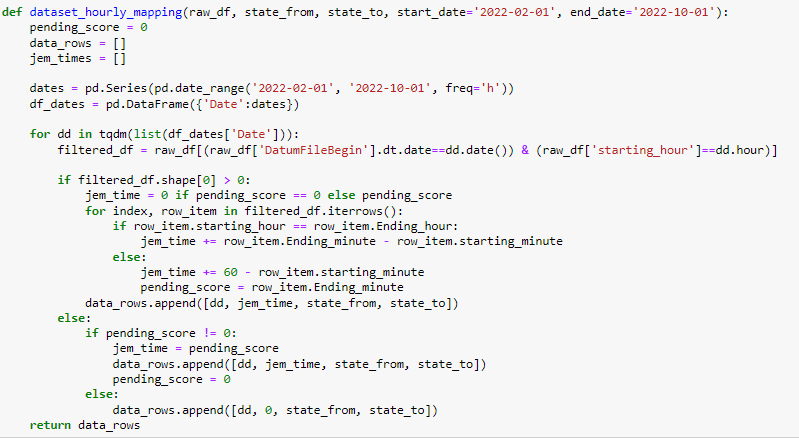 def dataset_hourly_mapping(raw_df, state_from, state_to, start_date='2022-02-01', end_date='2022-10-01'):
    pending_score = 0
    data_rows = []
    jem_times = []

    dates = pd.Series(pd.date_range('2022-02-01', '2022-10-01', freq='h'))
    df_dates = pd.DataFrame({'Date':dates})

    for dd in tqdm(list(df_dates['Date'])):
        filtered_df = raw_df[(raw_df['DatumFileBegin'].dt.date==dd.date()) & (raw_df['starting_hour']==dd.hour)]

        if filtered_df.shape[0] > 0:
            jem_time = 0 if pending_score == 0 else pending_score
            for index, row_item in filtered_df.iterrows():
                if row_item.starting_hour == row_item.Ending_hour:
                    jem_time += row_item.Ending_minute - row_item.starting_minute
                else:
                    jem_time += 60 - row_item.starting_minute
                    pending_score = row_item.Ending_minute
            data_rows.append([dd, jem_time, state_from, state_to])
        else:
            if pending_score != 0:
                jem_time = pending_score
                data_rows.append([dd, jem_time, state_from, state_to])
                pending_score = 0
            else:
                data_rows.append([dd, 0, state_from, state_to])
    return data_rows